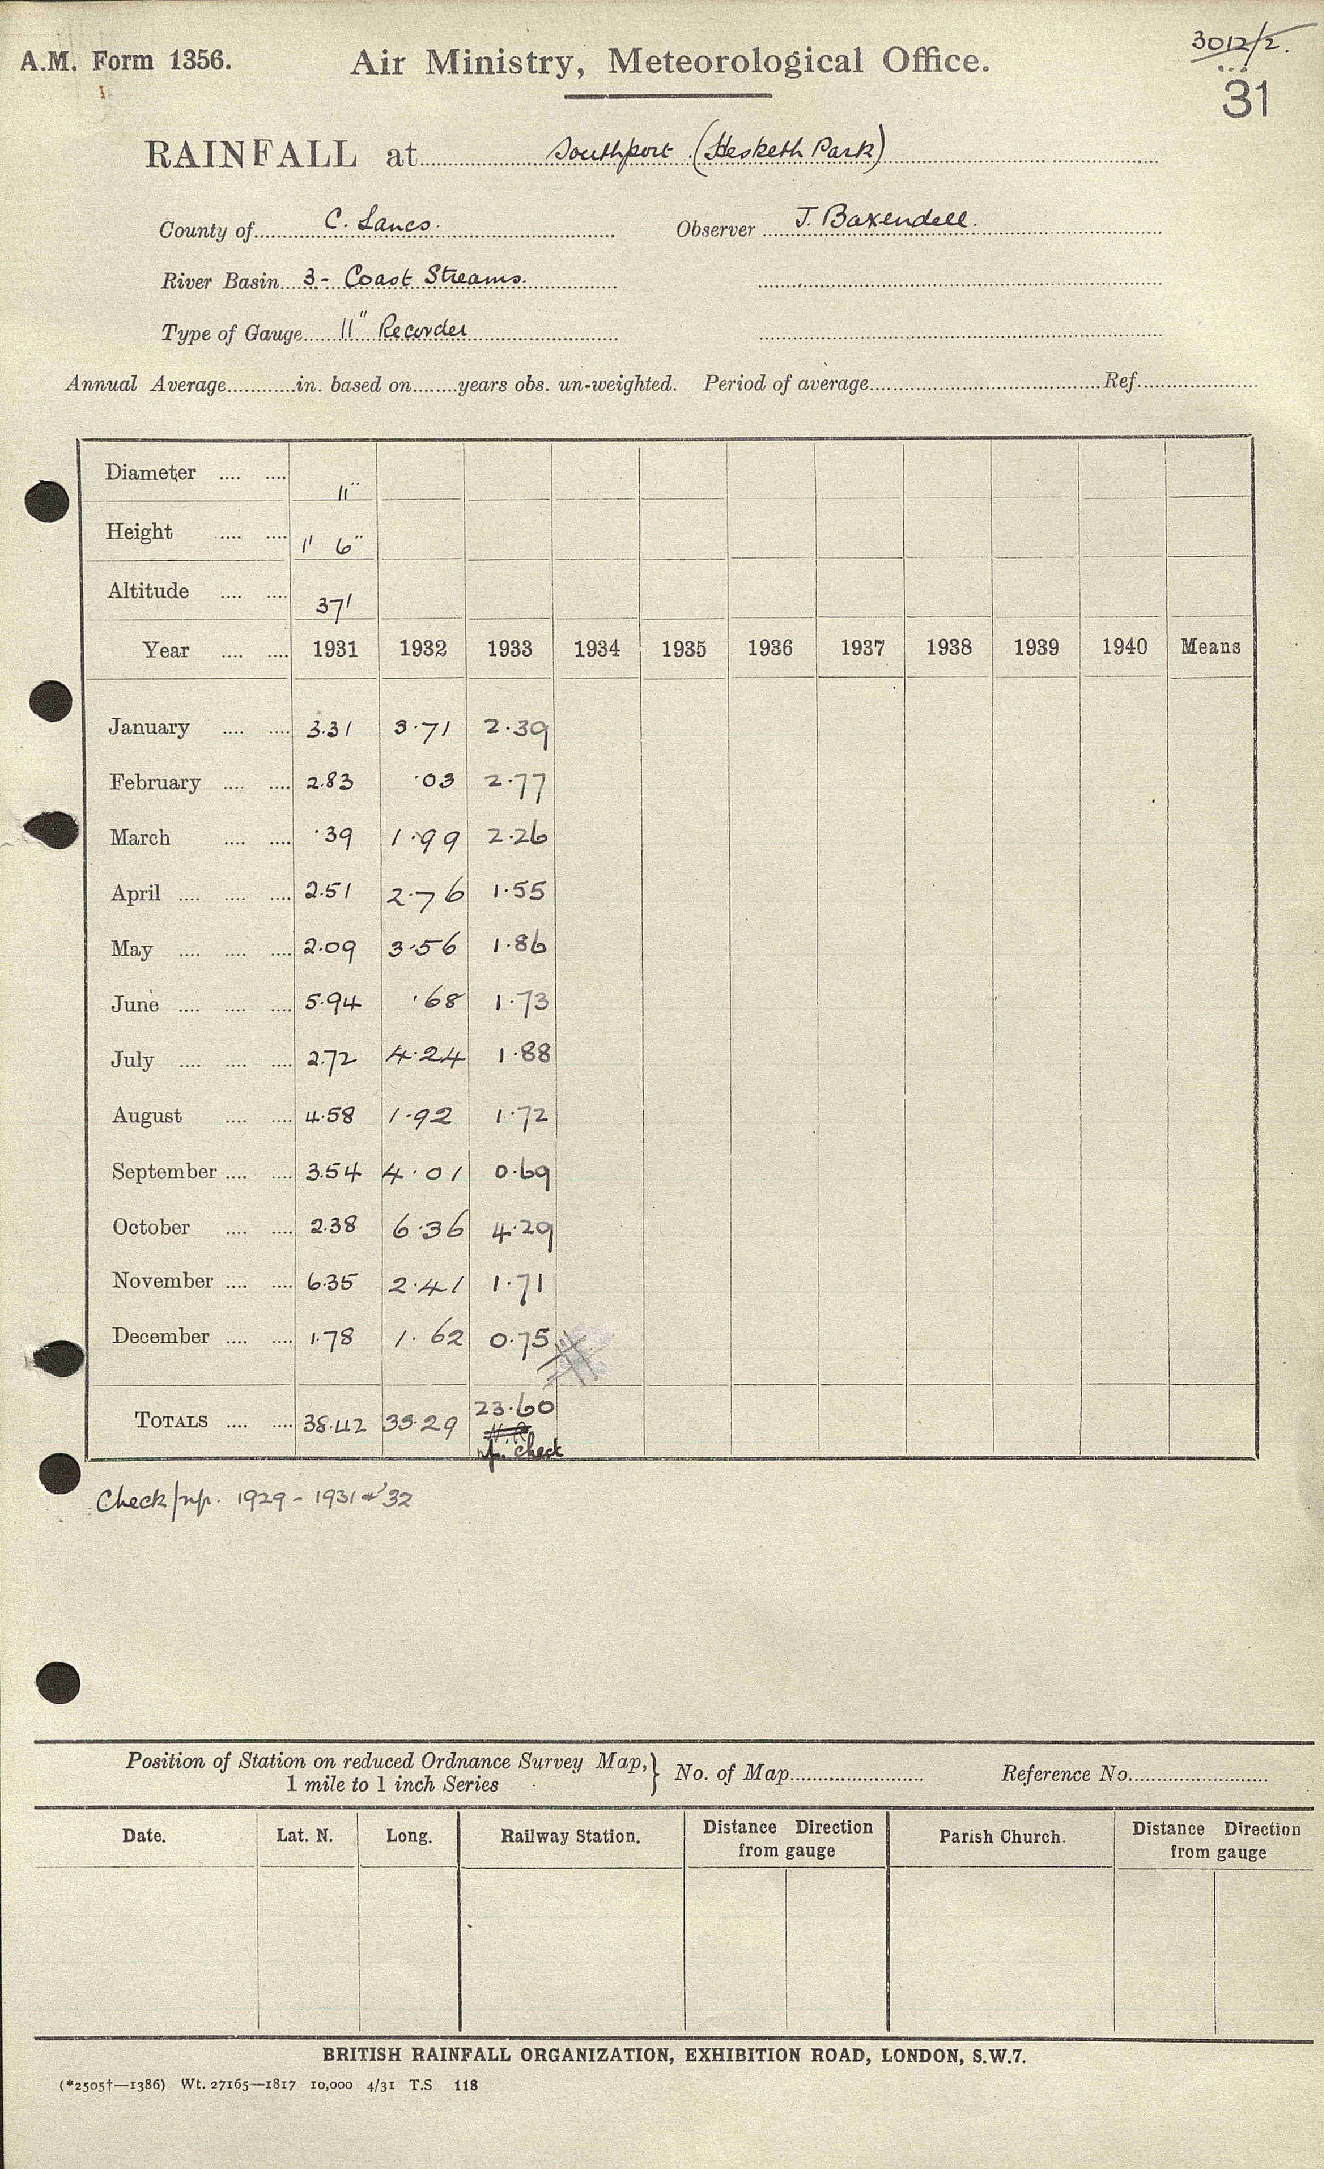 A.M. Form 1356.
Air Ministry, Meteorological Office.
3012/2.
31
RAINFALL at Southport (Hesketh Park)
County of C. Lancs. Observer J. Baxendell.
River Basin 3- Coast Streams.
Type of Gauge 11" Recorder
Annual Average in. based on years obs. un-weighted. Period of average Ref.
Diameter 11"
Height 1' 6"
Altitude 37'
Year 1931 1932 1933 1934 1935 1936 1937 1938 1939 1940 Means
January 3.31 3.71 2.39
February 2.83 .03 2.77
March .39 1.99 2.26
April 2.51 2.76 1.55
May 2.09 3.56 1.86
June 5.94 .68 1.73
July 2.72 4.24 1.88
August 4.58 1.92 1.72
September 3.54 4.01 0.69
October 2.38 6.36 4.29
November 6.35 2.41 1.71
December 1.78 1.62 0.75
TOTALS 38.42 33.29 23.60
check
Check/np. 1929 - 1931 & '32
Position of Station on reduced Ordnance Survey Map, 1 mile to 1 inch Series } No. of Map Reference No.
Date. Lat. N. Long. Railway Station. Distance Direction from gauge Parish Church. Distance Direction from gauge
BRITISH RAINFALL ORGANIZATION, EXHIBITION ROAD, LONDON, S.W.7.
(*2505†—1386) Wt. 27165—1817 10,000 4/31 T.S 118